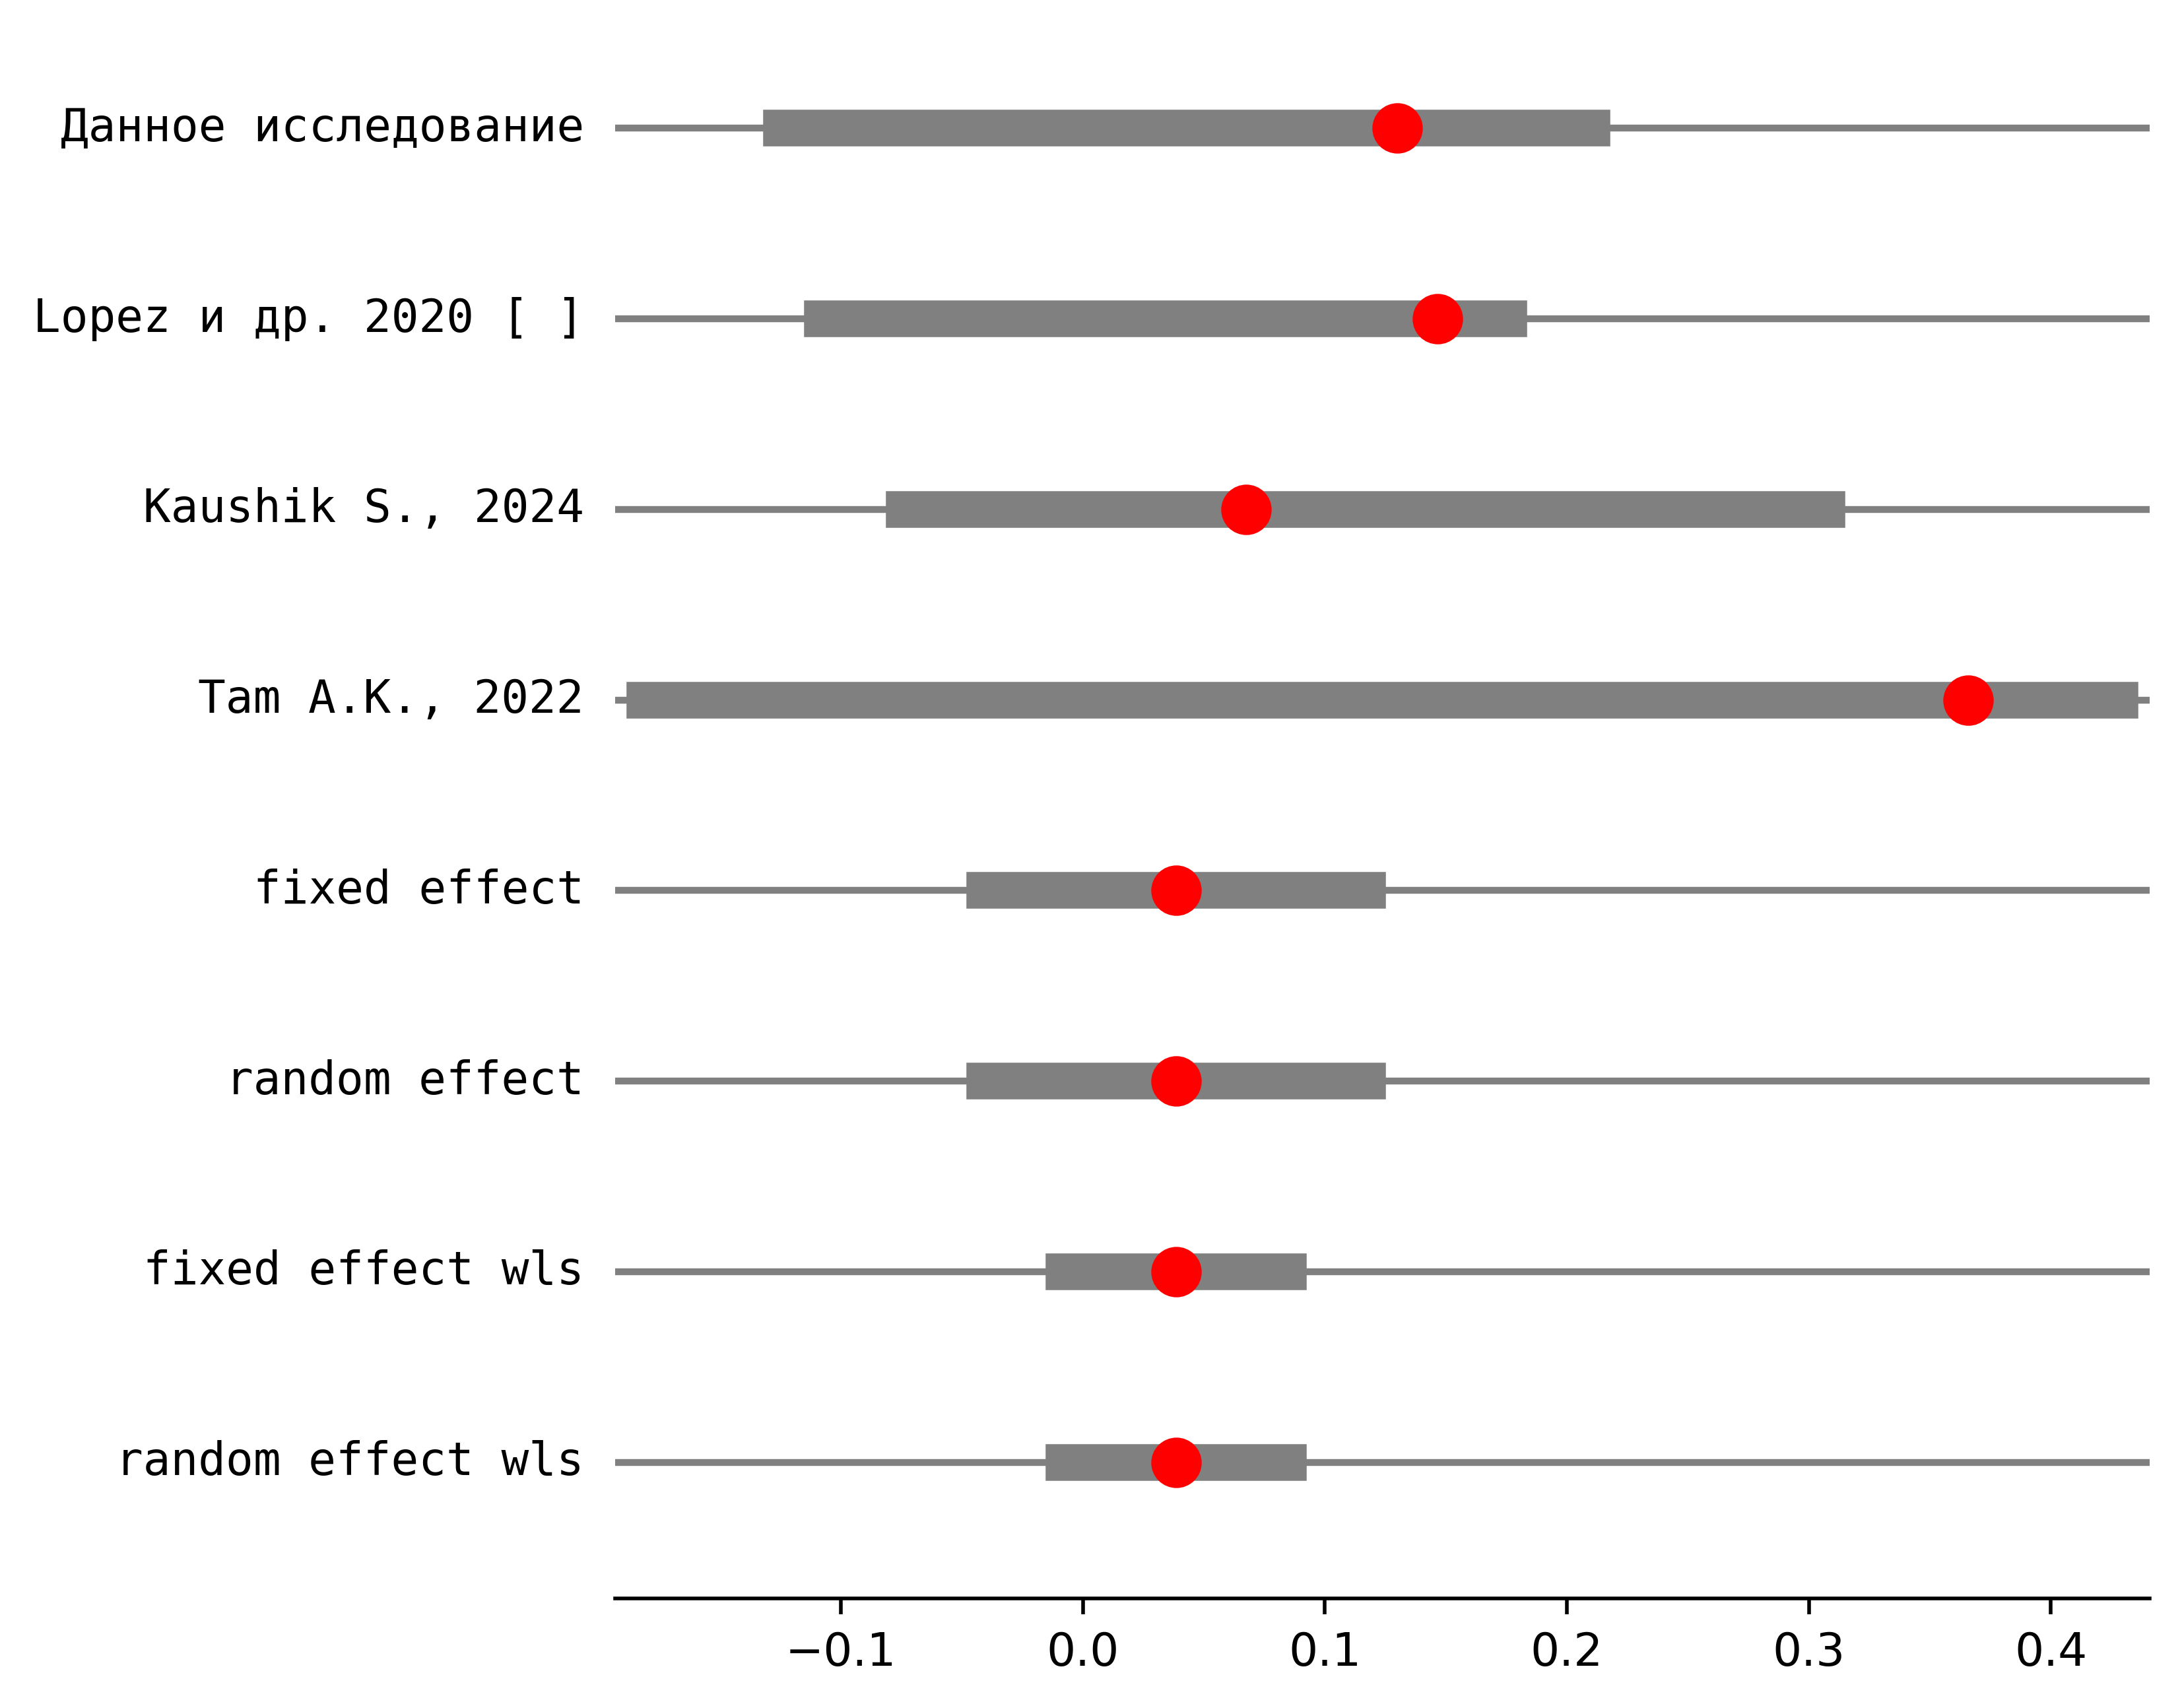 Данное исследование
Lopez и др. 2020 [ ]
Kaushik S., 2024
Tam A.K., 2022
fixed effect
random effect
fixed effect wls
random effect wls
−0.1 0.0 0.1 0.2 0.3 0.4